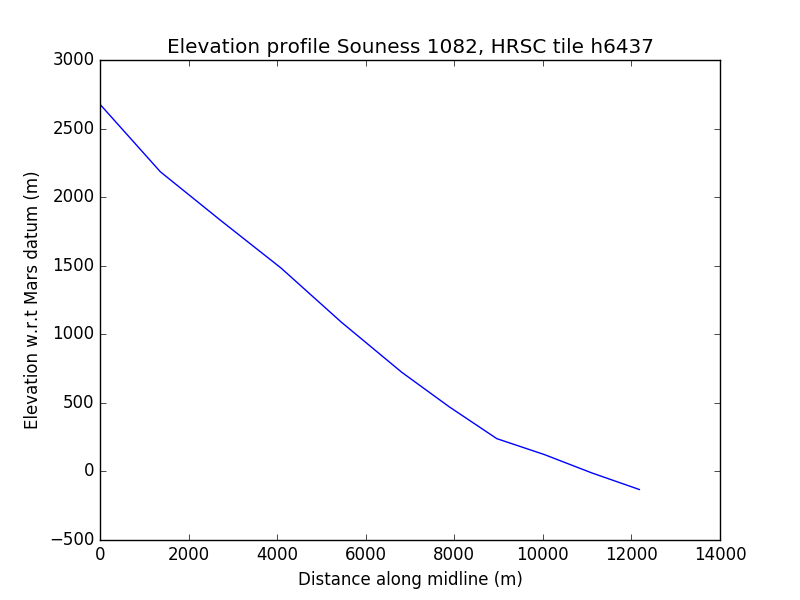 Elevation profile Souness 1082, HRSC tile h6437
3000
2500
2000
1500
1000
500
0
−500
Elevation w.r.t Mars datum (m)
0 2000 4000 6000 8000 10000 12000 14000
Distance along midline (m)